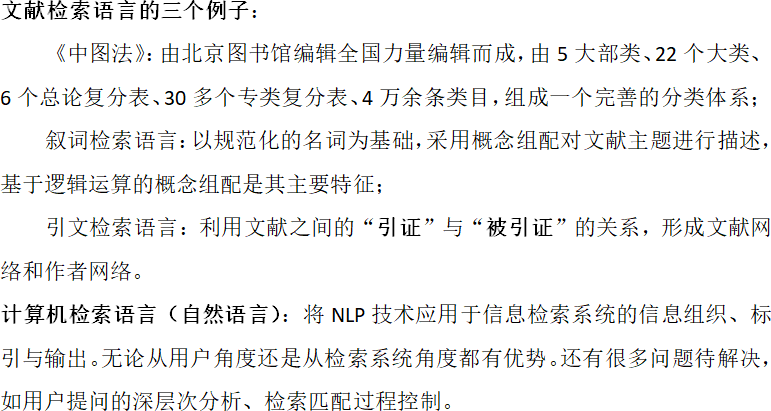 文献检索语言的三个例子：
《中图法》：由北京图书馆编辑全国力量编辑而成，由 5 大部类、22 个大类、
6 个总论复分表、30 多个专类复分表、4 万余条类目，组成一个完善的分类体系；
叙词检索语言：以规范化的名词为基础，采用概念组配对文献主题进行描述，
基于逻辑运算的概念组配是其主要特征；
引文检索语言：利用文献之间的“引证”与“被引证”的关系，形成文献网
络和作者网络。
计算机检索语言（自然语言）：将 NLP 技术应用于信息检索系统的信息组织、标
引与输出。无论从用户角度还是从检索系统角度都有优势。还有很多问题待解决，
如用户提问的深层次分析、检索匹配过程控制。